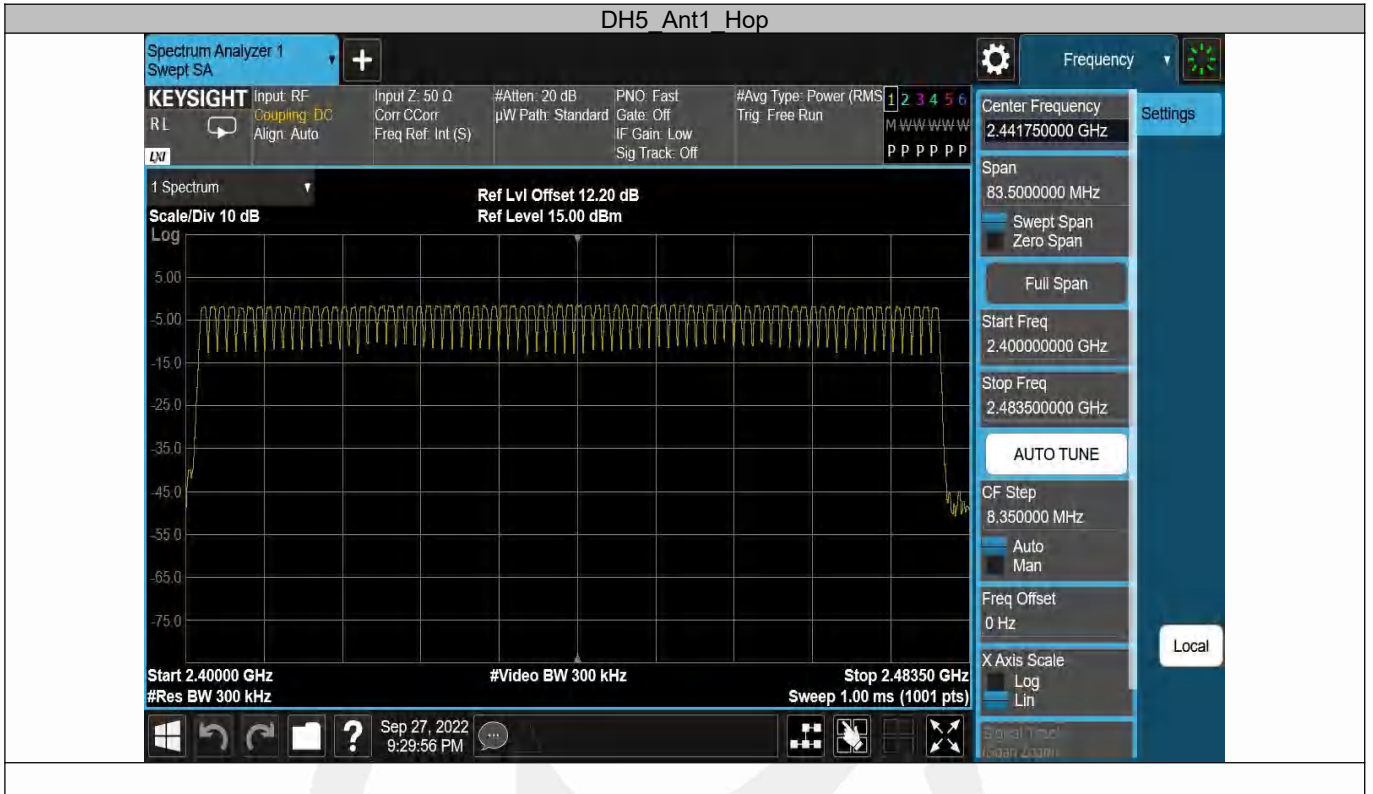 DH5_Ant1_Hop
Spectrum Analyzer 1
Swept SA
+
Frequency
KEYSIGHT
RL
LXI
Input: RF
Coupling: DC
Align: Auto
Input Z: 50 Ω
Corr CCorr
Freq Ref: Int (S)
#Atten: 20 dB
µW Path: Standard
PNO: Fast
Gate: Off
IF Gain: Low
Sig Track: Off
#Avg Type: Power (RMS
Trig: Free Run
1 2 3 4 5 6
M W W W W W
P P P P P P
Center Frequency
2.441750000 GHz
Settings
Span
83.5000000 MHz
Swept Span
Zero Span
Full Span
Start Freq
2.400000000 GHz
Stop Freq
2.483500000 GHz
AUTO TUNE
CF Step
8.350000 MHz
Auto
Man
Freq Offset
0 Hz
X Axis Scale
Log
Lin
Signal Track
(Span Zoom)
Local
1 Spectrum
Scale/Div 10 dB
Ref Lvl Offset 12.20 dB
Ref Level 15.00 dBm
Log
5.00
-5.00
-15.0
-25.0
-35.0
-45.0
-55.0
-65.0
-75.0
Start 2.40000 GHz
#Video BW 300 kHz
Stop 2.48350 GHz
#Res BW 300 kHz
Sweep 1.00 ms (1001 pts)
?
Sep 27, 2022
9:29:56 PM